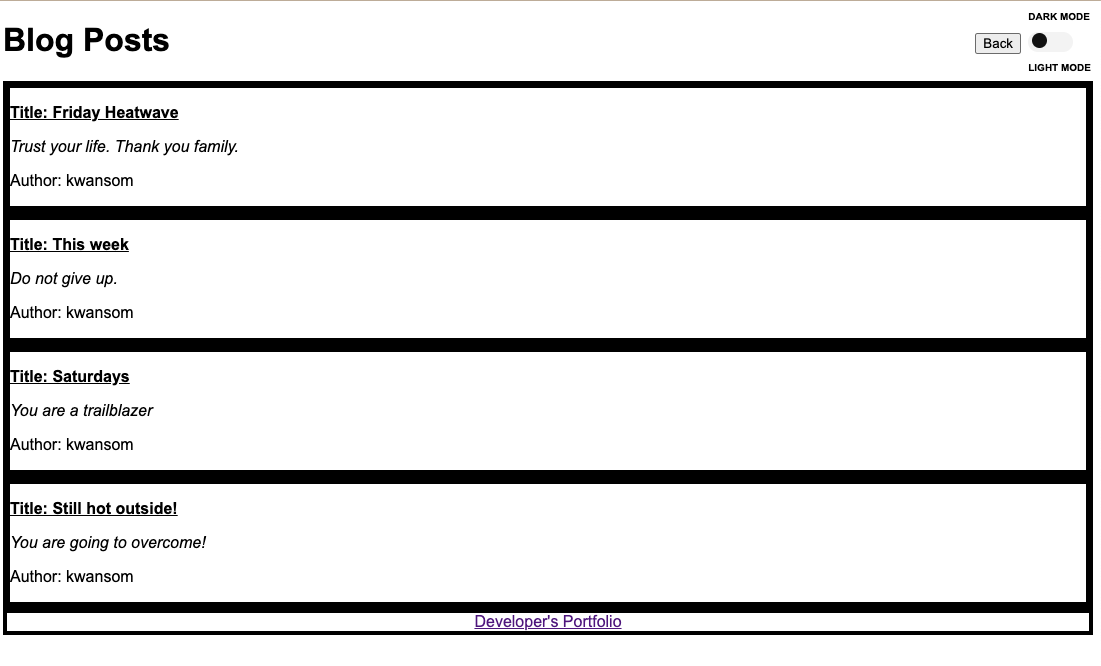 DARK MODE
Blog Posts
Back
LIGHT MODE
Title: Friday Heatwave
Trust your life. Thank you family.
Author: kwansom
Title: This week
Do not give up.
Author: kwansom
Title: Saturdays
You are a trailblazer
Author: kwansom
Title: Still hot outside!
You are going to overcome!
Author: kwansom
Developer's Portfolio